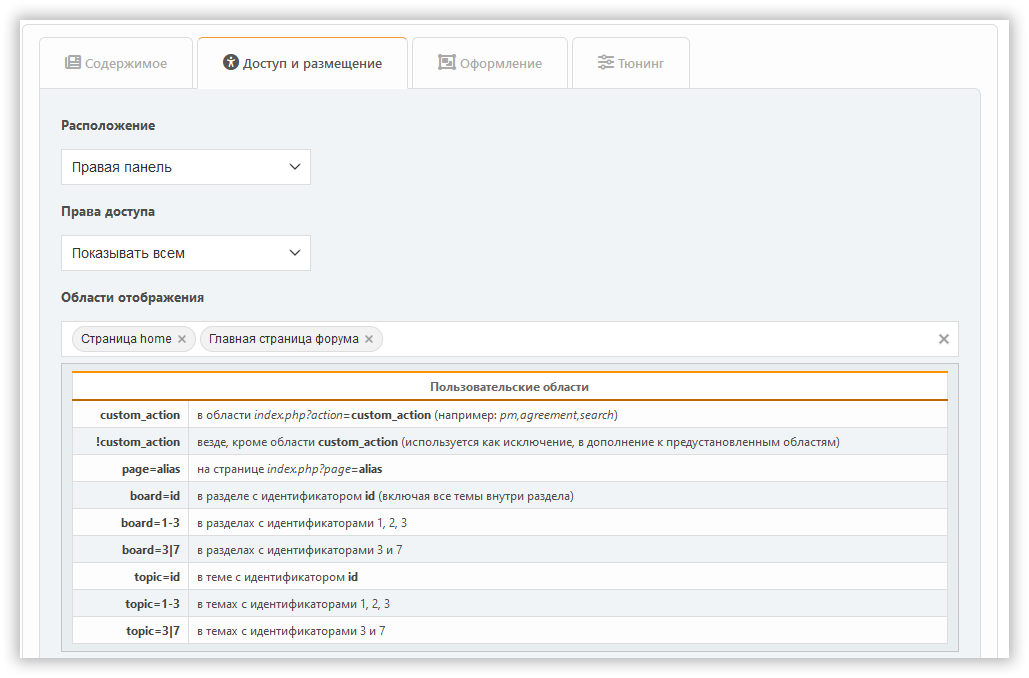 Содержимое
Доступ и размещение
Оформление
Тюнинг
Расположение
Правая панель
Права доступа
Показывать всем
Области отображения
Страница home × Главная страница форума × ×
Пользовательские области
custom_action в области index.php?action=custom_action (например: pm,agreement,search)
!custom_action везде, кроме области custom_action (используется как исключение, в дополнение к предустановленным областям)
page=alias на странице index.php?page=alias
board=id в разделе с идентификатором id (включая все темы внутри раздела)
board=1-3 в разделах с идентификаторами 1, 2, 3
board=3|7 в разделах с идентификаторами 3 и 7
topic=id в теме с идентификатором id
topic=1-3 в темах с идентификаторами 1, 2, 3
topic=3|7 в темах с идентификаторами 3 и 7